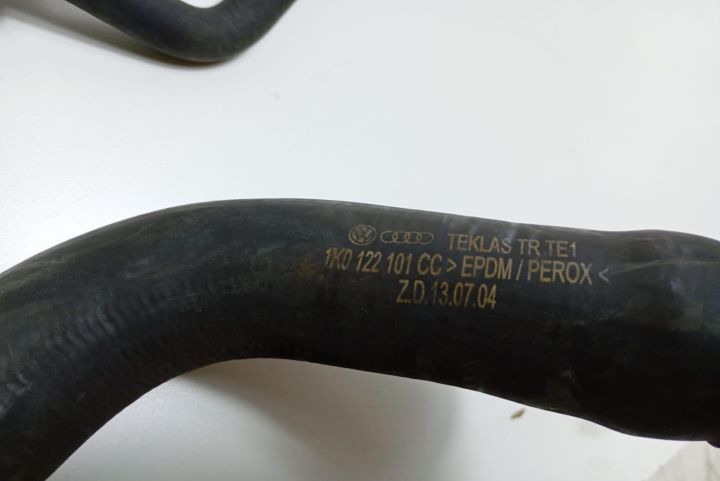 TEKLAS TR TE1
1K0 122 101 CC > EPDM / PEROX <
Z.D.13.07.04